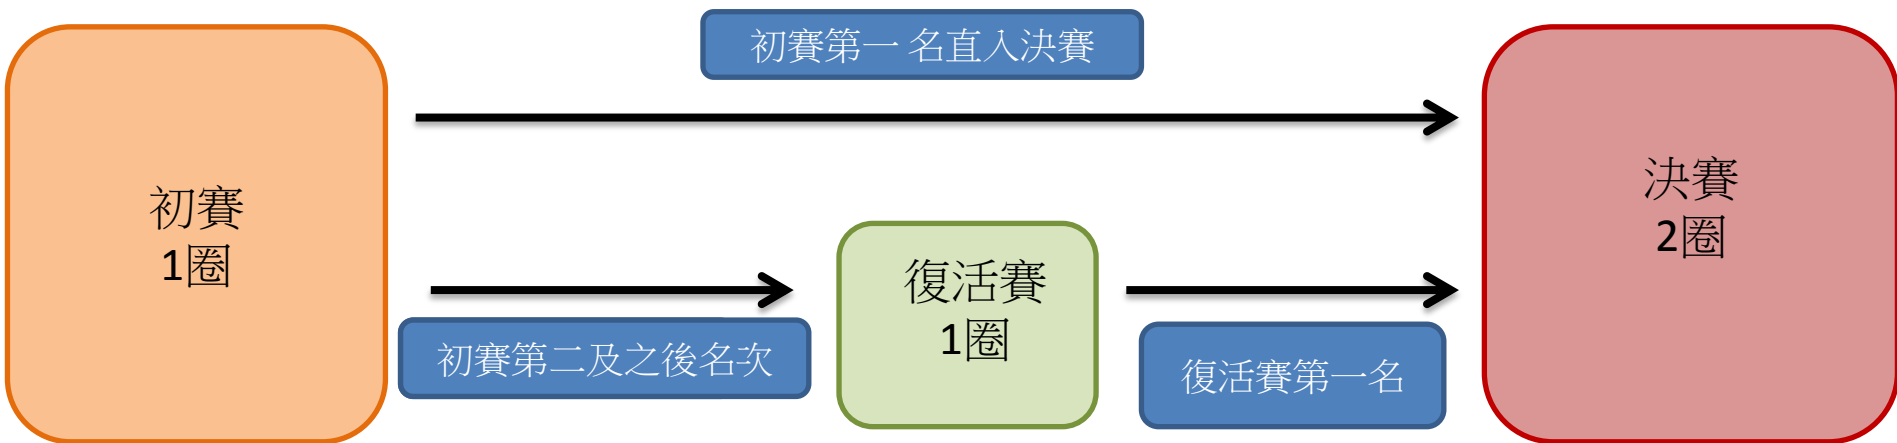 初賽第一名直入決賽
初賽
1圈
決賽
2圈
復活賽
1圈
初賽第二及之後名次
復活賽第一名